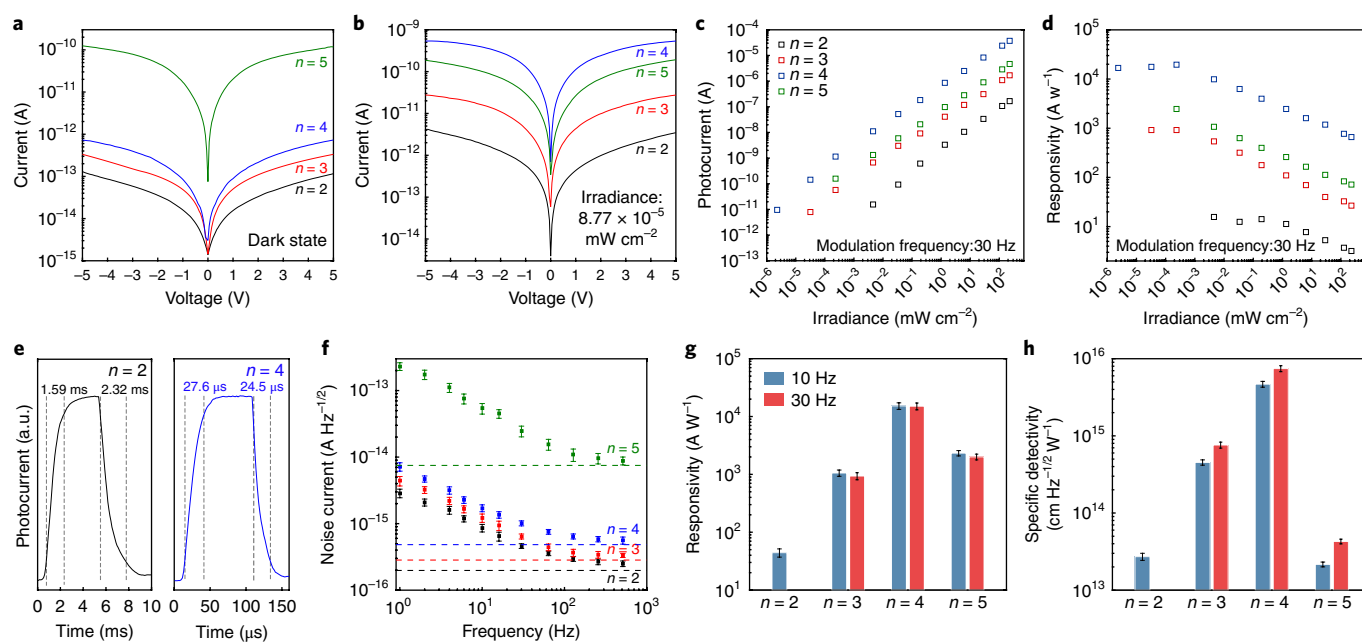 a
Current (A)
10⁻¹⁰
10⁻¹¹
10⁻¹²
10⁻¹³
10⁻¹⁴
10⁻¹⁵
n = 5
n = 4
n = 3
n = 2
Dark state
−5 −4 −3 −2 −1 0 1 2 3 4 5
Voltage (V)
b
Current (A)
10⁻⁹
10⁻¹⁰
10⁻¹¹
10⁻¹²
10⁻¹³
10⁻¹⁴
n = 4
n = 5
n = 3
n = 2
Irradiance:
8.77 × 10⁻⁵
mW cm⁻²
−5 −4 −3 −2 −1 0 1 2 3 4 5
Voltage (V)
c
Photocurrent (A)
10⁻⁴
10⁻⁵
10⁻⁶
10⁻⁷
10⁻⁸
10⁻⁹
10⁻¹⁰
10⁻¹¹
10⁻¹²
10⁻¹³
n = 2
n = 3
n = 4
n = 5
Modulation frequency:30 Hz
10⁻⁶ 10⁻⁵ 10⁻⁴ 10⁻³ 10⁻² 10⁻¹ 10⁰ 10¹ 10²
Irradiance (mW cm⁻²)
d
Responsivity (A w⁻¹)
10⁵
10⁴
10³
10²
10¹
Modulation frequency:30 Hz
10⁻⁶ 10⁻⁵ 10⁻⁴ 10⁻³ 10⁻² 10⁻¹ 10⁰ 10¹ 10²
Irradiance (mW cm⁻²)
e
Photocurrent (a.u.)
n = 2
1.59 ms 2.32 ms
0 2 4 6 8 10
Time (ms)
n = 4
27.6 µs 24.5 µs
0 50 100 150
Time (µs)
f
Noise current (A Hz⁻¹ᐟ²)
10⁻¹³
10⁻¹⁴
10⁻¹⁵
10⁻¹⁶
n = 5
n = 4
n = 3
n = 2
10⁰ 10¹ 10² 10³
Frequency (Hz)
g
Responsivity (A W⁻¹)
10⁵
10⁴
10³
10²
10¹
10 Hz
30 Hz
n = 2 n = 3 n = 4 n = 5
h
Specific detectivity
(cm Hz⁻¹ᐟ² W⁻¹)
10¹⁶
10¹⁵
10¹⁴
10¹³
n = 2 n = 3 n = 4 n = 5